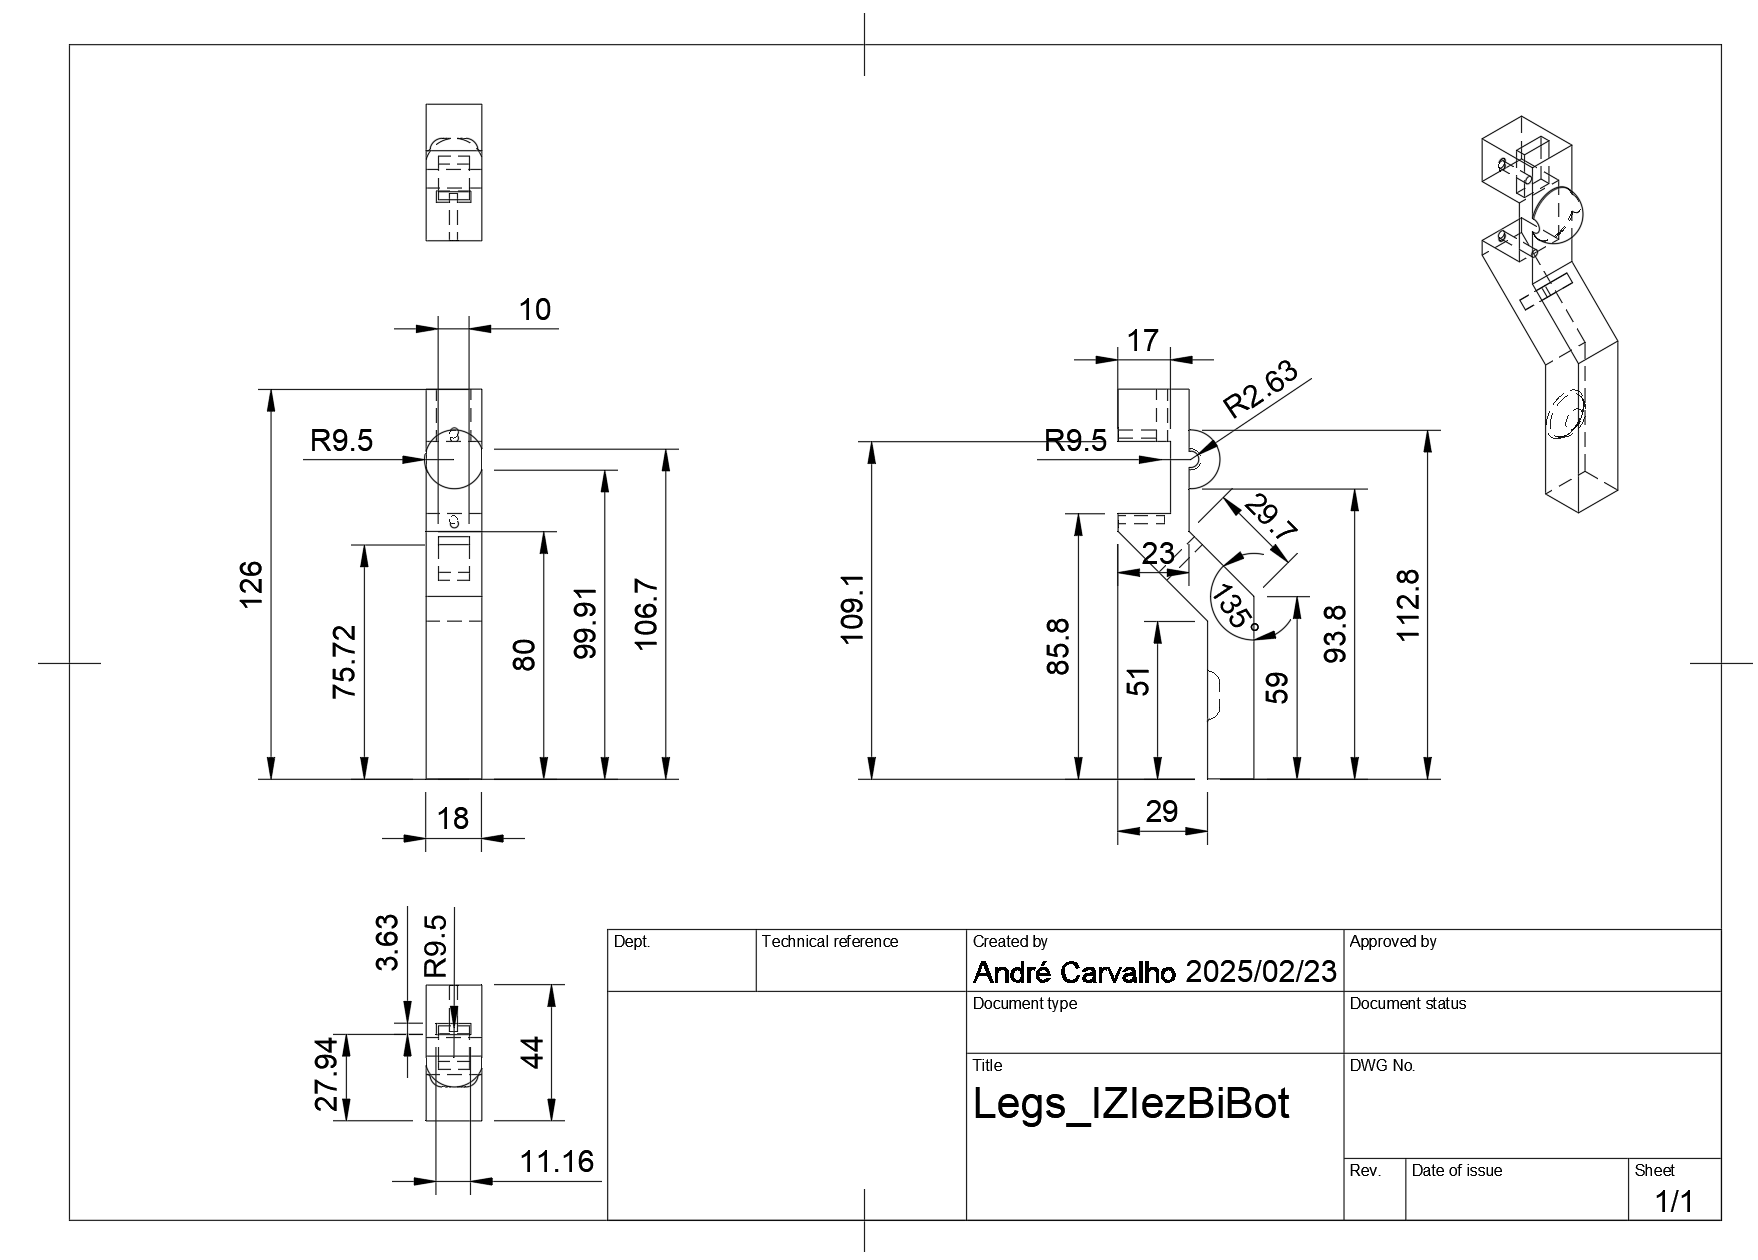 10
17
R2.63
R9.5
R9.5
29.7
23
126
135°
109.1
99.91
106.7
112.8
75.72
80
85.8
51
59
93.8
18
29
3.63
R9.5
27.94
44
11.16
Dept.
Technical reference
Created by
Approved by
André Carvalho 2025/02/23
Document type
Document status
Title
DWG No.
Legs_IZIezBiBot
Rev.
Date of issue
Sheet
1/1